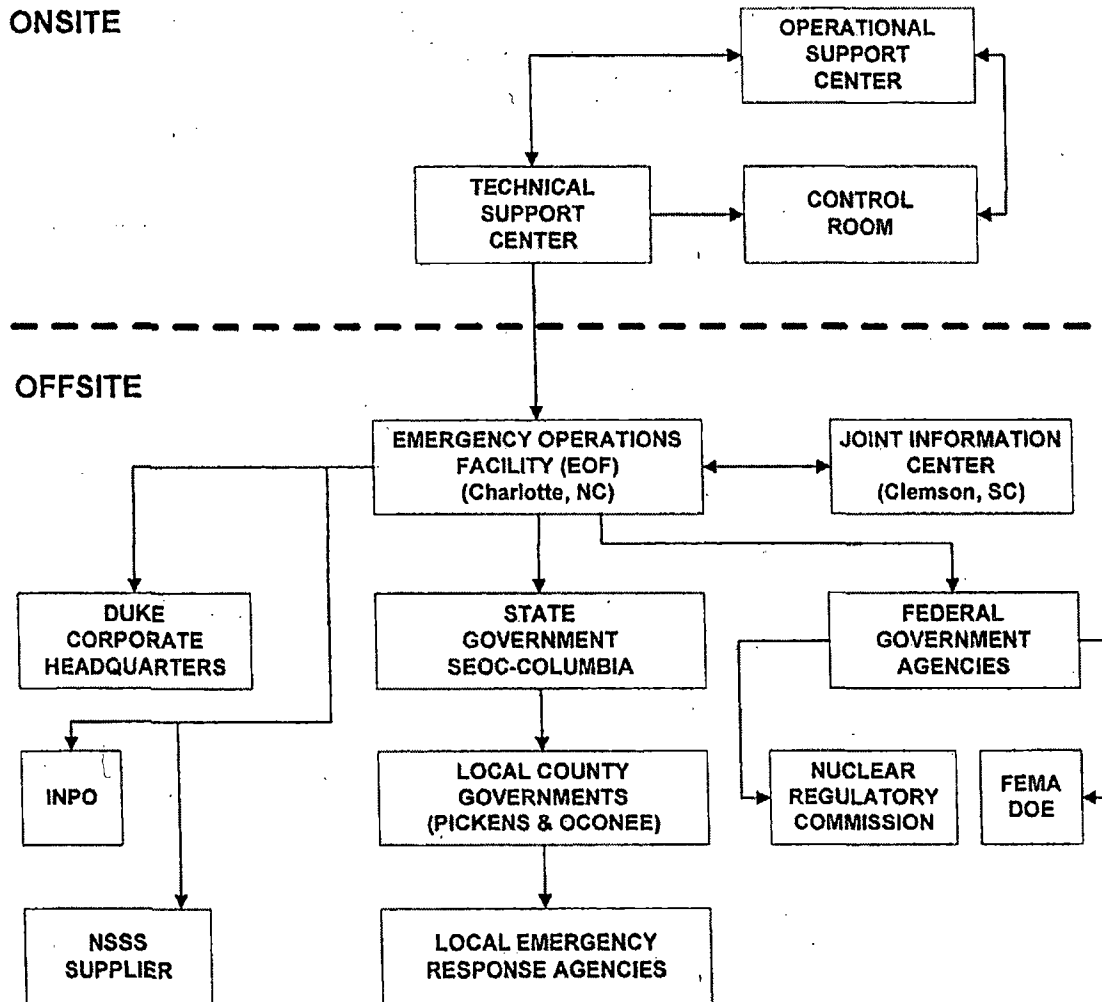 ONSITE
OPERATIONAL
SUPPORT
CENTER
TECHNICAL
SUPPORT
CENTER
CONTROL
ROOM
OFFSITE
EMERGENCY OPERATIONS
FACILITY (EOF)
(Charlotte, NC)
JOINT INFORMATION
CENTER
(Clemson, SC)
DUKE
CORPORATE
HEADQUARTERS
STATE
GOVERNMENT
SEOC-COLUMBIA
FEDERAL
GOVERNMENT
AGENCIES
INPO
LOCAL COUNTY
GOVERNMENTS
(PICKENS & OCONEE)
NUCLEAR
REGULATORY
COMMISSION
FEMA
DOE
NSSS
SUPPLIER
LOCAL EMERGENCY
RESPONSE AGENCIES